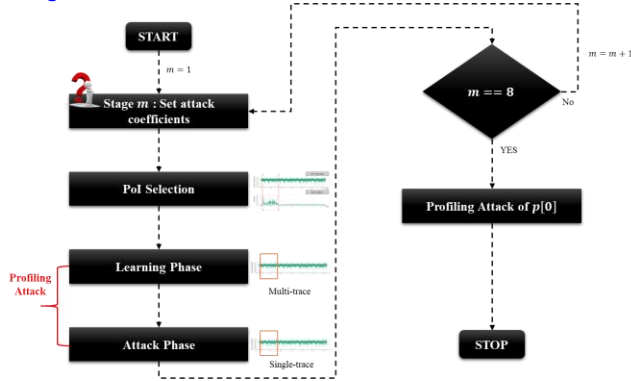 START
m = 1
Stage m : Set attack
coefficients
PoI Selection
Learning Phase
Multi-trace
Profiling
Attack
Attack Phase
Single-trace
m == 8
No
m = m + 1
YES
Profiling Attack of p[0]
STOP